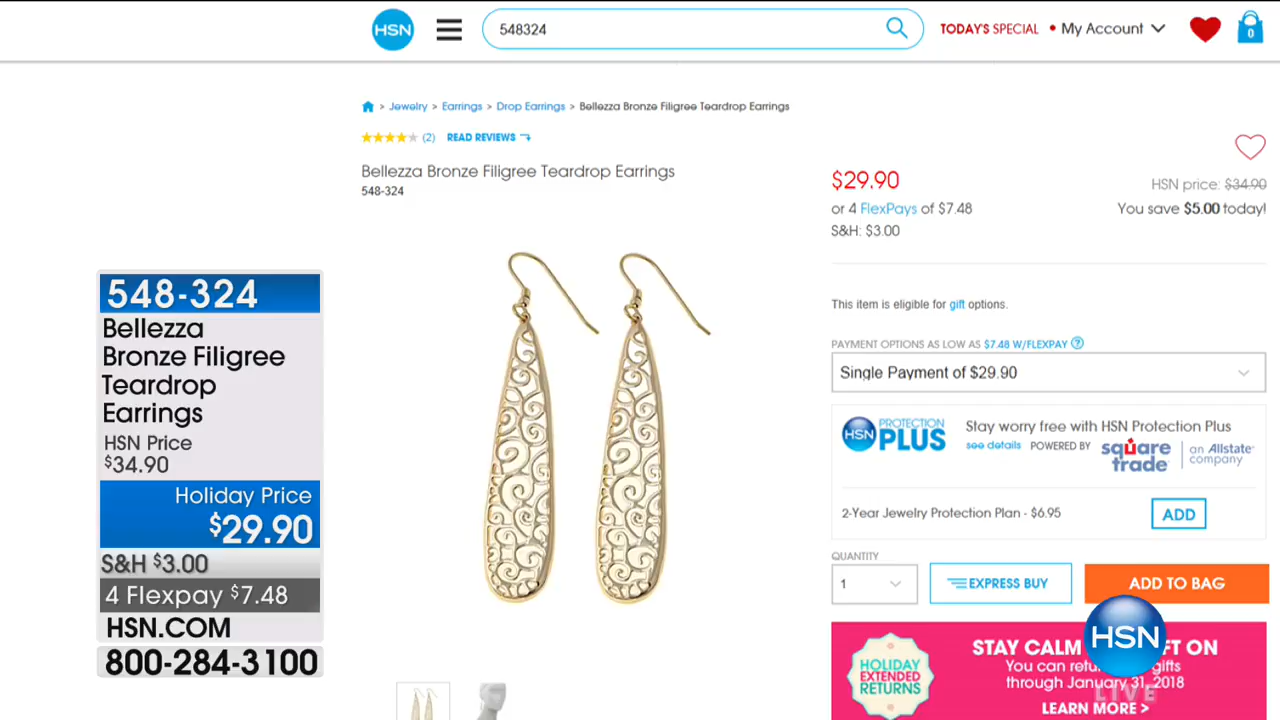 HSN
548324
TODAY'S SPECIAL • My Account
0
> Jewelry > Earrings > Drop Earrings > Bellezza Bronze Filigree Teardrop Earrings
(2) READ REVIEWS
Bellezza Bronze Filigree Teardrop Earrings
548-324
$29.90
HSN price: $34.90
or 4 FlexPays of $7.48
You save $5.00 today!
S&H: $3.00
This item is eligible for gift options.
PAYMENT OPTIONS AS LOW AS $7.48 W/FLEXPAY ?
Single Payment of $29.90
HSN PROTECTION PLUS
Stay worry free with HSN Protection Plus
see details POWERED BY square trade | an Allstate company
2-Year Jewelry Protection Plan - $6.95
ADD
QUANTITY
1
EXPRESS BUY
ADD TO BAG
HOLIDAY
EXTENDED
RETURNS
STAY CALM FT ON
You can retu gifts
through January 31, 2018
LEARN MORE >
HSN
LIVE
548-324
Bellezza
Bronze Filigree
Teardrop
Earrings
HSN Price
$34.90
Holiday Price
$29.90
S&H $3.00
4 Flexpay $7.48
HSN.COM
800-284-3100